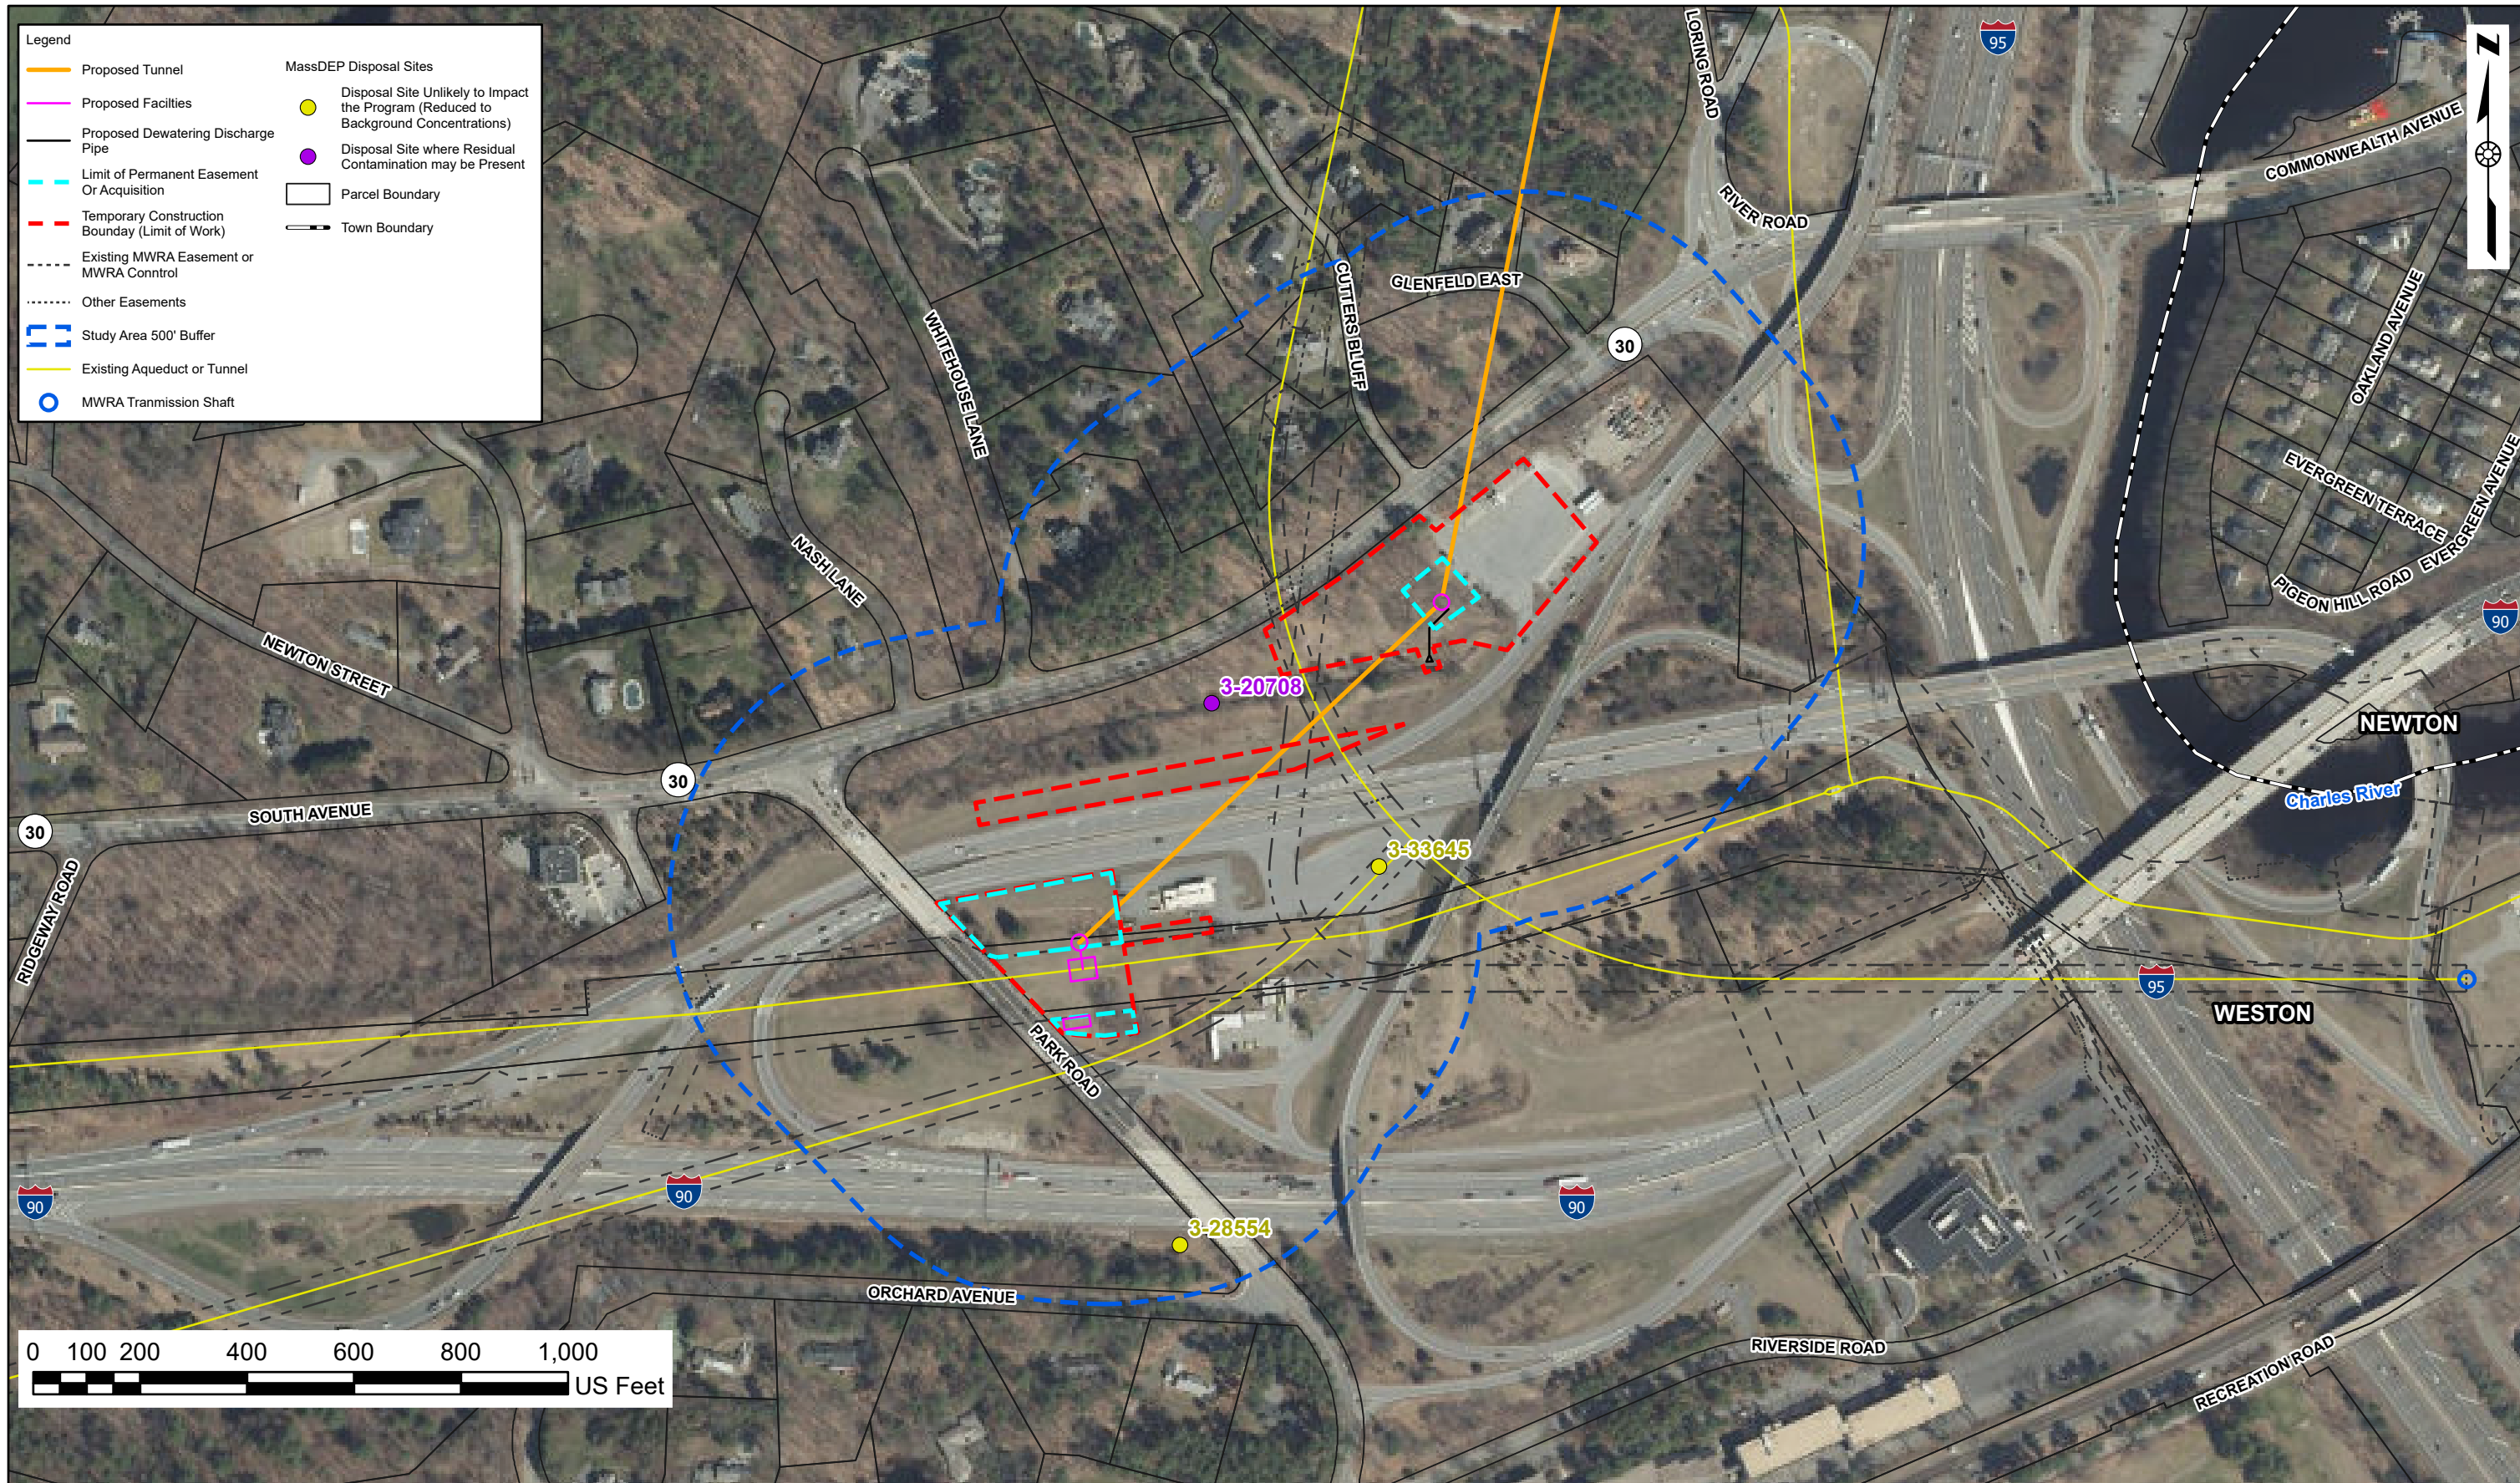 Legend
Proposed Tunnel
Proposed Facilties
Proposed Dewatering Discharge
Pipe
Limit of Permanent Easement
Or Acquisition
Temporary Construction
Bounday (Limit of Work)
Existing MWRA Easement or
MWRA Conntrol
Other Easements
Study Area 500' Buffer
Existing Aqueduct or Tunnel
MWRA Tranmission Shaft
MassDEP Disposal Sites
Disposal Site Unlikely to Impact
the Program (Reduced to
Background Concentrations)
Disposal Site where Residual
Contamination may be Present
Parcel Boundary
Town Boundary
LORING ROAD
95
N
COMMONWEALTH AVENUE
RIVER ROAD
CUTTERS BLUFF
GLENFELD EAST
30
WHITEHOUSE LANE
OAKLAND AVENUE
EVERGREEN TERRACE
EVERGREEN AVENUE
PIGEON HILL ROAD
90
NASH LANE
NEWTON STREET
3-20708
NEWTON
Charles River
30
SOUTH AVENUE
30
RIDGEWAY ROAD
3-33645
95
WESTON
PARK ROAD
90
90
90
3-28554
ORCHARD AVENUE
RIVERSIDE ROAD
RECREATION ROAD
0 100 200 400 600 800 1,000
US Feet